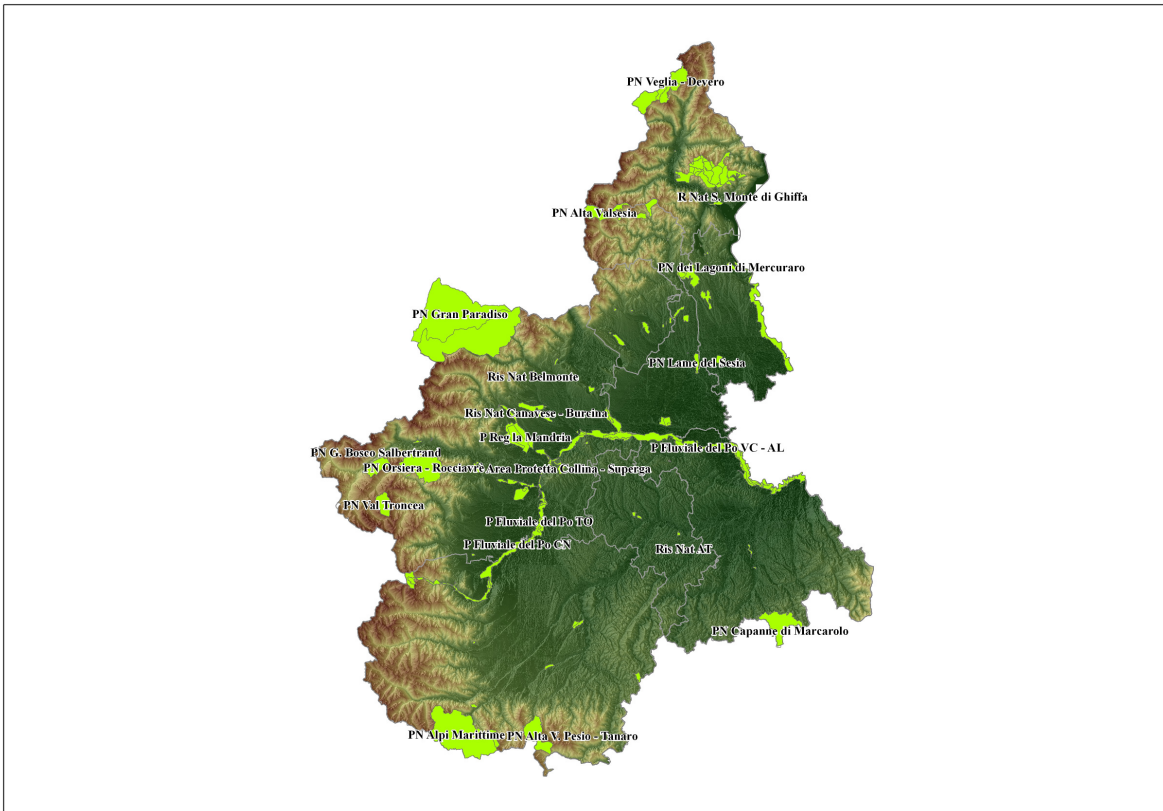 PN Veglia - Devero
R Nat S. Monte di Ghiffa
PN Alta Valsesia
PN dei Lagoni di Mercuraro
PN Gran Paradiso
PN Lame del Sesia
Ris Nat Belmonte
Ris Nat Canavese - Burcina
P Reg la Mandria
P Fluviale del Po VC - AL
PN G. Bosco Salbertrand
PN Orsiera - Rocciavrè
Area Protetta Collina - Superga
PN Val Troncea
P Fluviale del Po TO
P Fluviale del Po CN
Ris Nat AT
PN Capanne di Marcarolo
PN Alpi Marittime
PN Alta V. Pesio - Tanaro